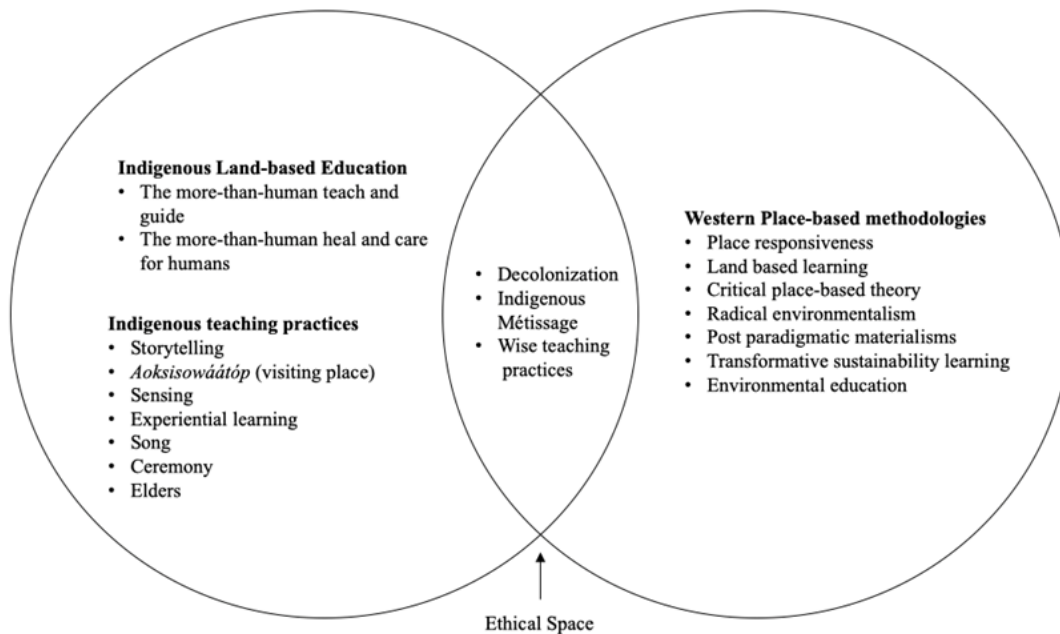 Indigenous Land-based Education
• The more-than-human teach and
guide
• The more-than-human heal and care
for humans
Indigenous teaching practices
• Storytelling
• Aoksisowáátóp (visiting place)
• Sensing
• Experiential learning
• Song
• Ceremony
• Elders
• Decolonization
• Indigenous
Métissage
• Wise teaching
practices
Western Place-based methodologies
• Place responsiveness
• Land based learning
• Critical place-based theory
• Radical environmentalism
• Post paradigmatic materialisms
• Transformative sustainability learning
• Environmental education
Ethical Space